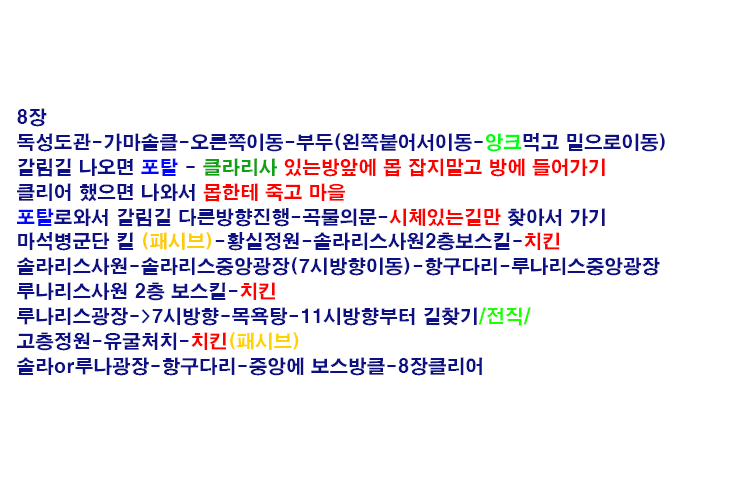 8장
독성도관-가마솥클-오른쪽이동-부두(왼쪽붙어서이동-앙크먹고 밑으로이동)
갈림길 나오면 포탈 - 클라리사 있는방앞에 몹 잡지말고 방에 들어가기
클리어 했으면 나와서 몹한테 죽고 마을
포탈로와서 갈림길 다른방향진행-곡물의문-시체있는길만 찾아서 가기
마석병군단 킬 (패시브)-황실정원-솔라리스사원2층보스킬-치킨
솔라리스사원-솔라리스중앙광장(7시방향이동)-항구다리-루나리스중앙광장
루나리스사원 2층 보스킬-치킨
루나리스광장->7시방향-목욕탕-11시방향부터 길찾기/전직/
고층정원-유굴처치-치킨(패시브)
솔라or루나광장-항구다리-중앙에 보스방클-8장클리어